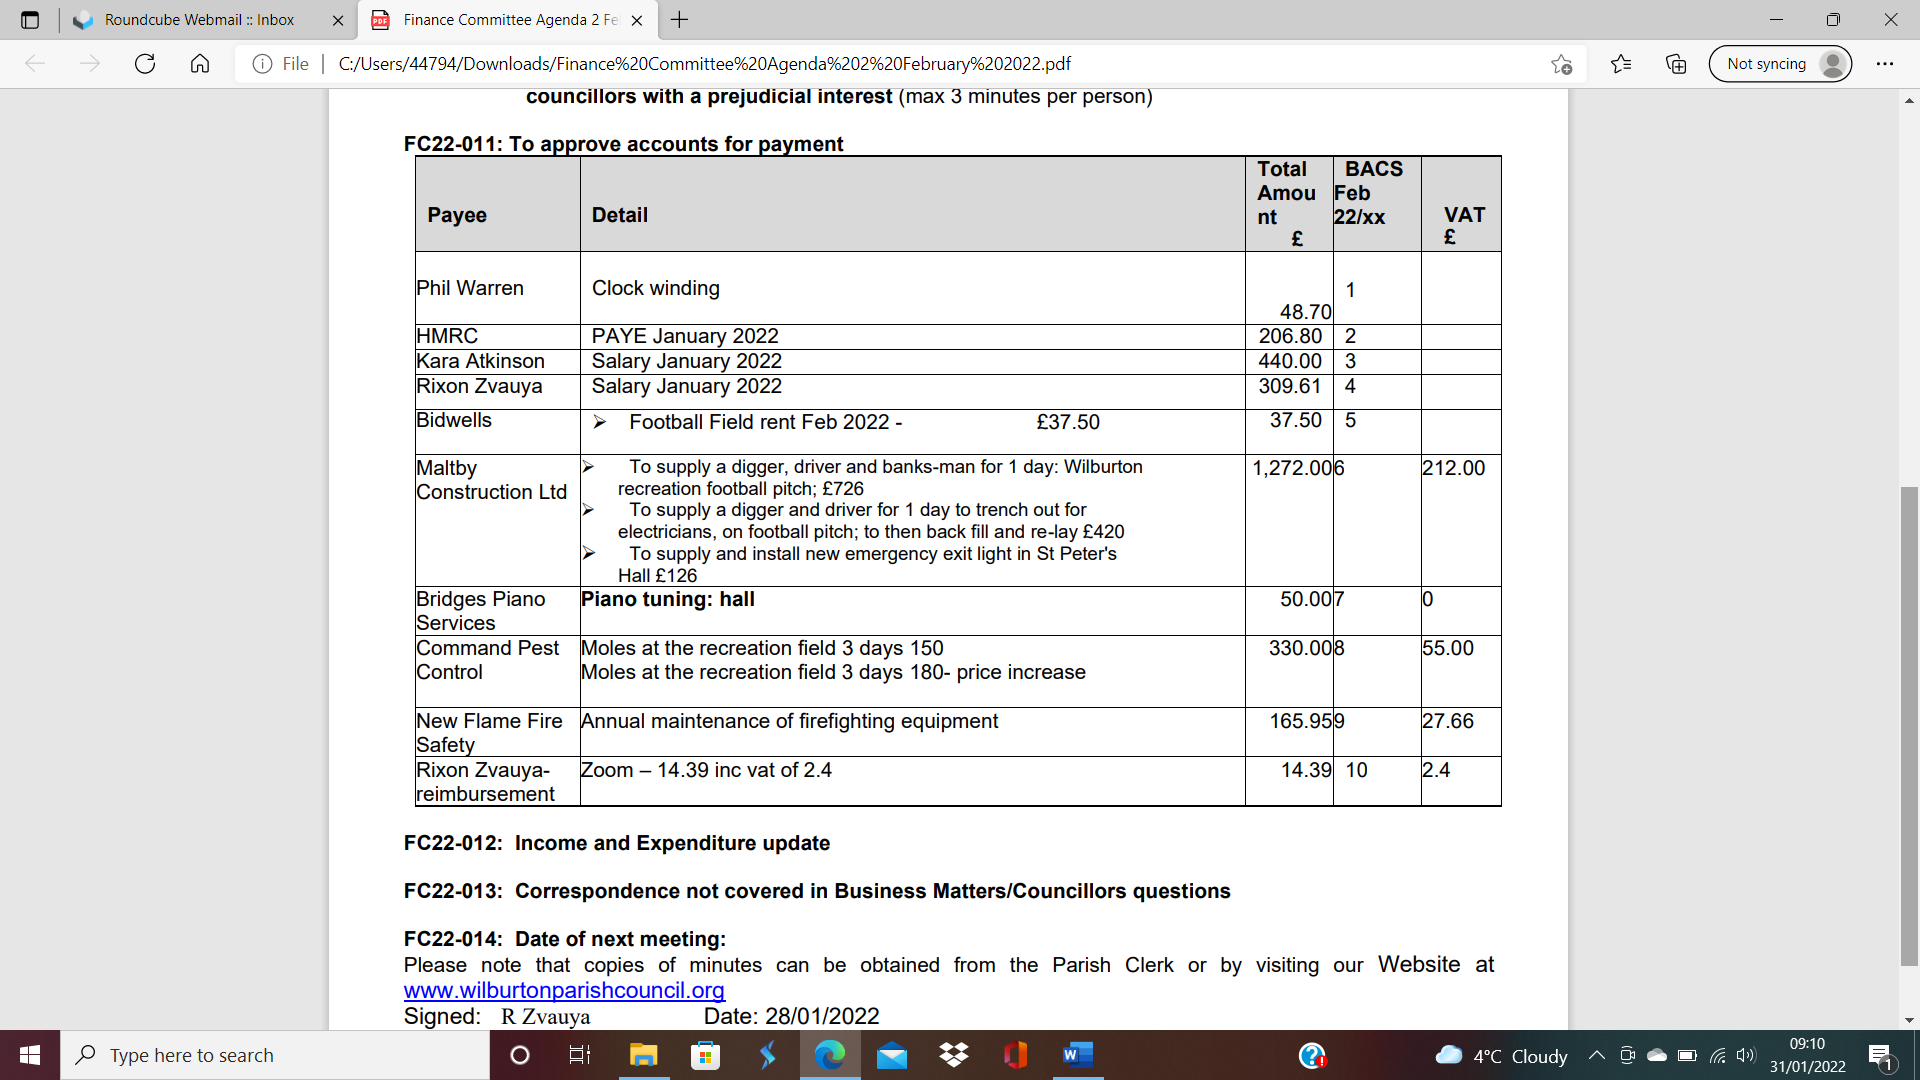 Roundcube Webmail :: Inbox
Finance Committee Agenda 2 Fe
File
C:/Users/44794/Downloads/Finance%20Committee%20Agenda%202%20February%202022.pdf
Not syncing
councillors with a prejudicial interest (max 3 minutes per person)
FC22-011: To approve accounts for payment
Payee Detail Total Amou nt £ BACS Feb 22/xx VAT £
Phil Warren Clock winding 48.70 1
HMRC PAYE January 2022 206.80 2
Kara Atkinson Salary January 2022 440.00 3
Rixon Zvauya Salary January 2022 309.61 4
Bidwells ➢ Football Field rent Feb 2022 - £37.50 37.50 5
Maltby Construction Ltd
➢ To supply a digger, driver and banks-man for 1 day: Wilburton
recreation football pitch; £726
➢ To supply a digger and driver for 1 day to trench out for
electricians, on football pitch; to then back fill and re-lay £420
➢ To supply and install new emergency exit light in St Peter's
Hall £126
1,272.00 6 212.00
Bridges Piano Services Piano tuning: hall 50.00 7 0
Command Pest Control
Moles at the recreation field 3 days 150
Moles at the recreation field 3 days 180- price increase
330.00 8 55.00
New Flame Fire Safety Annual maintenance of firefighting equipment 165.95 9 27.66
Rixon Zvauya- reimbursement Zoom – 14.39 inc vat of 2.4 14.39 10 2.4
FC22-012: Income and Expenditure update
FC22-013: Correspondence not covered in Business Matters/Councillors questions
FC22-014: Date of next meeting:
Please note that copies of minutes can be obtained from the Parish Clerk or by visiting our Website at
www.wilburtonparishcouncil.org
Signed: R Zvauya Date: 28/01/2022
Type here to search
4°C Cloudy
09:10
31/01/2022
1